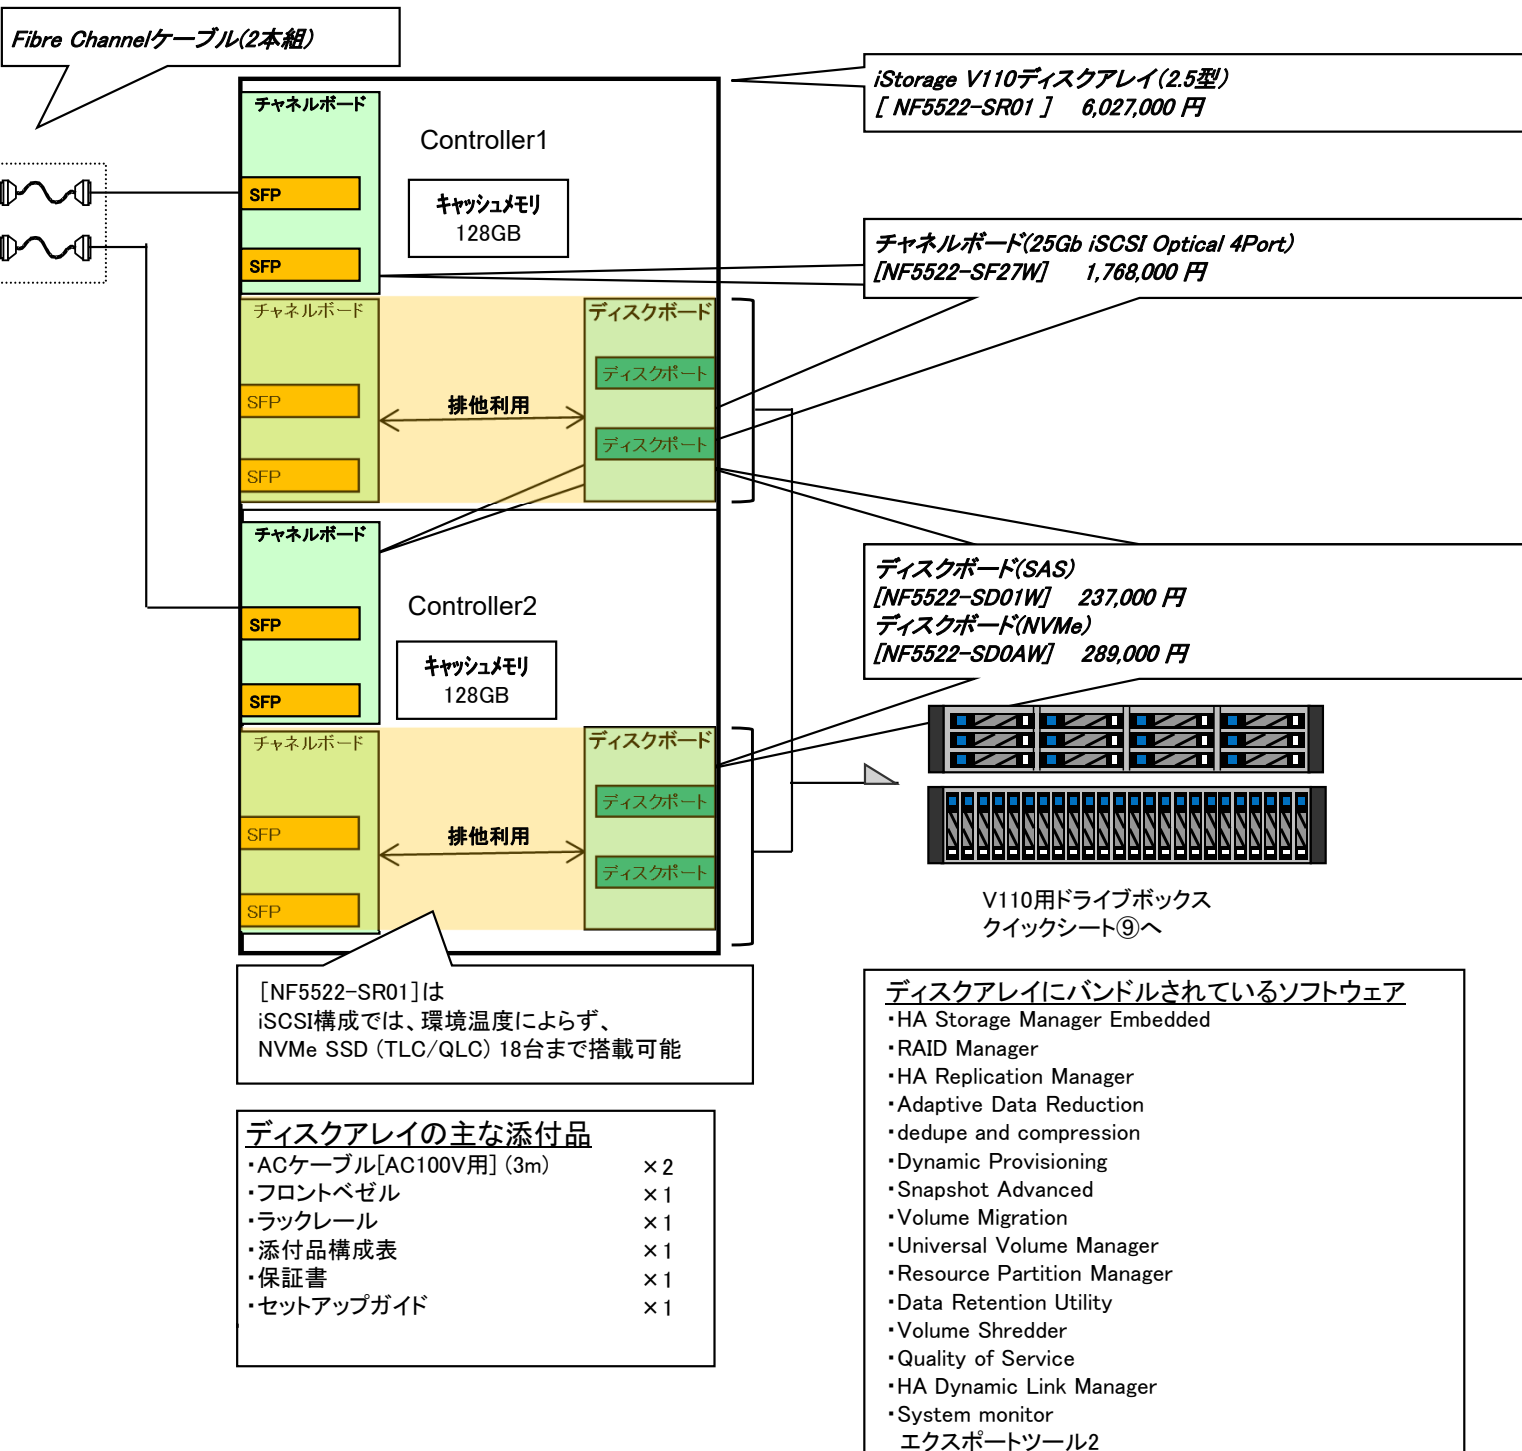 Fibre Channelケーブル(2本組)
iStorage V110ディスクアレイ(2.5型)
[ NF5522-SR01 ] 6,027,000 円
チャネルボード
Controller1
SFP
キャッシュメモリ
128GB
SFP
チャネルボード(25Gb iSCSI Optical 4Port)
[NF5522-SF27W] 1,768,000 円
チャネルボード
ディスクボード
ディスクポート
SFP
排他利用
ディスクポート
SFP
チャネルボード
Controller2
SFP
キャッシュメモリ
128GB
SFP
ディスクボード(SAS)
[NF5522-SD01W] 237,000 円
ディスクボード(NVMe)
[NF5522-SD0AW] 289,000 円
チャネルボード
ディスクボード
ディスクポート
SFP
排他利用
ディスクポート
SFP
V110用ドライブボックス
クイックシート⑨へ
[NF5522-SR01]は
iSCSI構成では、環境温度によらず、
NVMe SSD (TLC/QLC) 18台まで搭載可能
ディスクアレイの主な添付品
・ACケーブル[AC100V用] (3m) ×2
・フロントベゼル ×1
・ラックレール ×1
・添付品構成表 ×1
・保証書 ×1
・セットアップガイド ×1
ディスクアレイにバンドルされているソフトウェア
・HA Storage Manager Embedded
・RAID Manager
・HA Replication Manager
・Adaptive Data Reduction
・dedupe and compression
・Dynamic Provisioning
・Snapshot Advanced
・Volume Migration
・Universal Volume Manager
・Resource Partition Manager
・Data Retention Utility
・Volume Shredder
・Quality of Service
・HA Dynamic Link Manager
・System monitor
エクスポートツール2